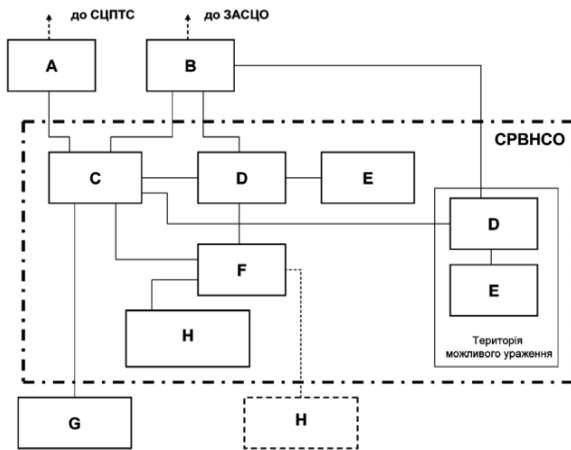 до СЦПТС
до ЗАСЦО
A
B
СРВНСО
C
D
E
D
F
E
H
Територія
можливого ураження
G
H